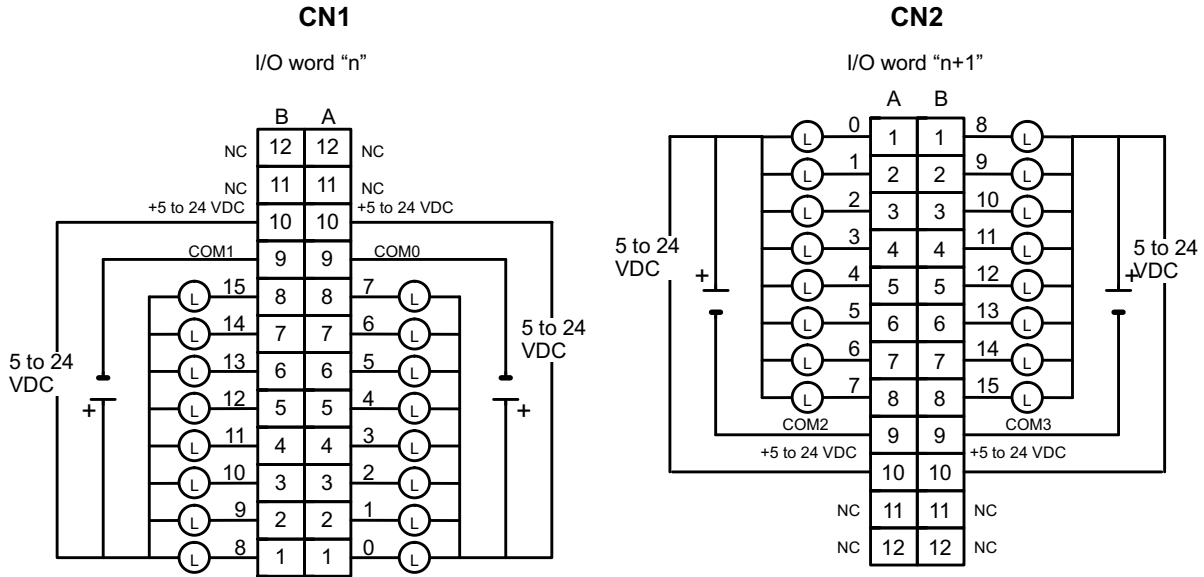 CN1
I/O word “n”
B A
NC 12 12 NC
NC 11 11 NC
+5 to 24 VDC 10 10 +5 to 24 VDC
COM1 9 9 COM0
L 15 8 8 7 L
L 14 7 7 6 L
L 13 6 6 5 L
L 12 5 5 4 L
L 11 4 4 3 L
L 10 3 3 2 L
L 9 2 2 1 L
L 8 1 1 0 L
5 to 24
VDC
+
5 to 24
VDC
+
CN2
I/O word “n+1”
A B
L 0 1 1 8 L
L 1 2 2 9 L
L 2 3 3 10 L
L 3 4 4 11 L
L 4 5 5 12 L
L 5 6 6 13 L
L 6 7 7 14 L
L 7 8 8 15 L
COM2 9 9 COM3
+5 to 24 VDC 10 10 +5 to 24 VDC
NC 11 11 NC
NC 12 12 NC
5 to 24
VDC
+
5 to 24
VDC
+